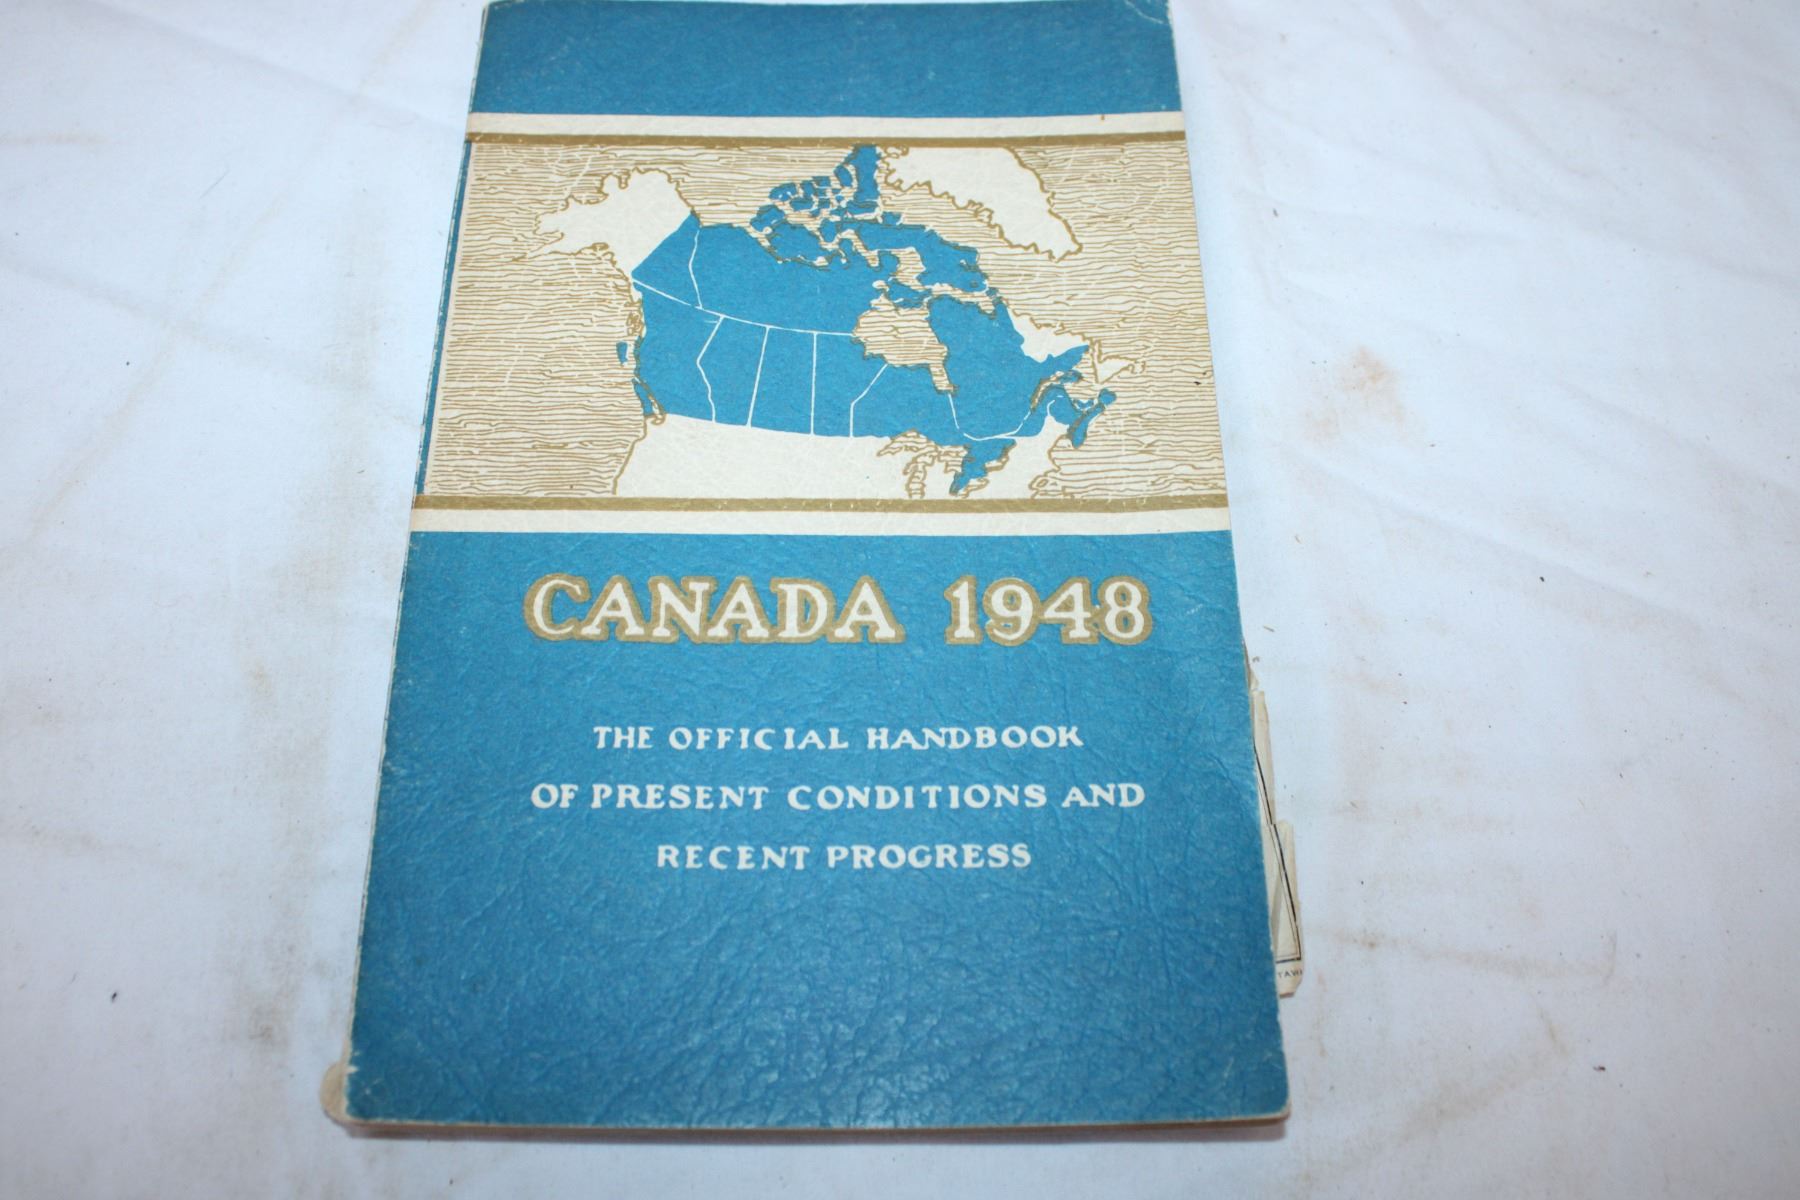 CANADA 1948
THE OFFICIAL HANDBOOK
OF PRESENT CONDITIONS AND
RECENT PROGRESS